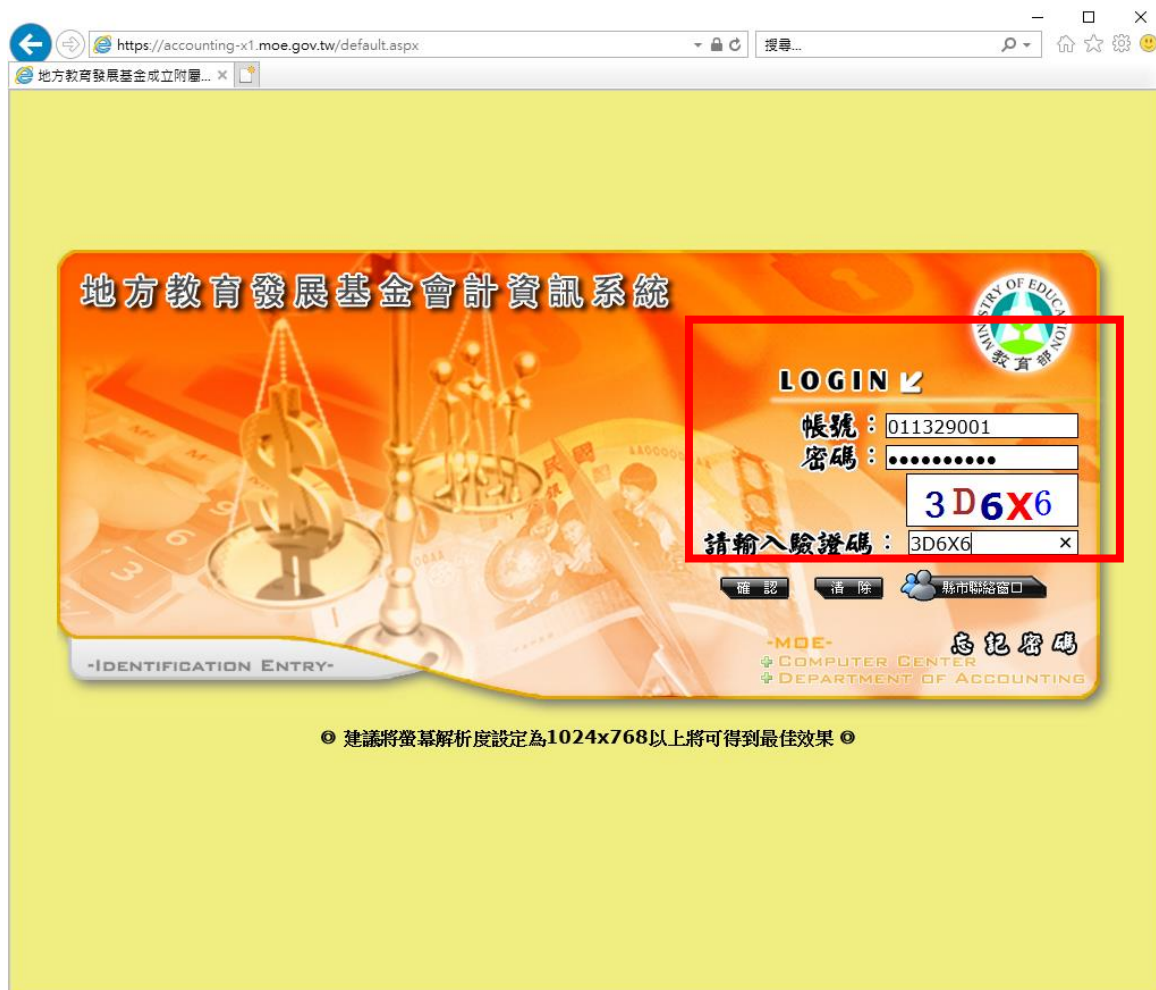 https://accounting-x1.moe.gov.tw/default.aspx
搜尋...
地方教育發展基金成立附屬...
地方教育發展基金會計資訊系統
MINISTRY OF EDUCATION
教育部
LOGIN
帳號：011329001
密碼：••••••••••
3D6X6
請輸入驗證碼：3D6X6
確 認
清 除
縣市聯絡窗口
忘記密碼
-MOE-
COMPUTER CENTER
DEPARTMENT OF ACCOUNTING
-IDENTIFICATION ENTRY-
◎ 建議將螢幕解析度設定為1024x768以上將可得到最佳效果 ◎